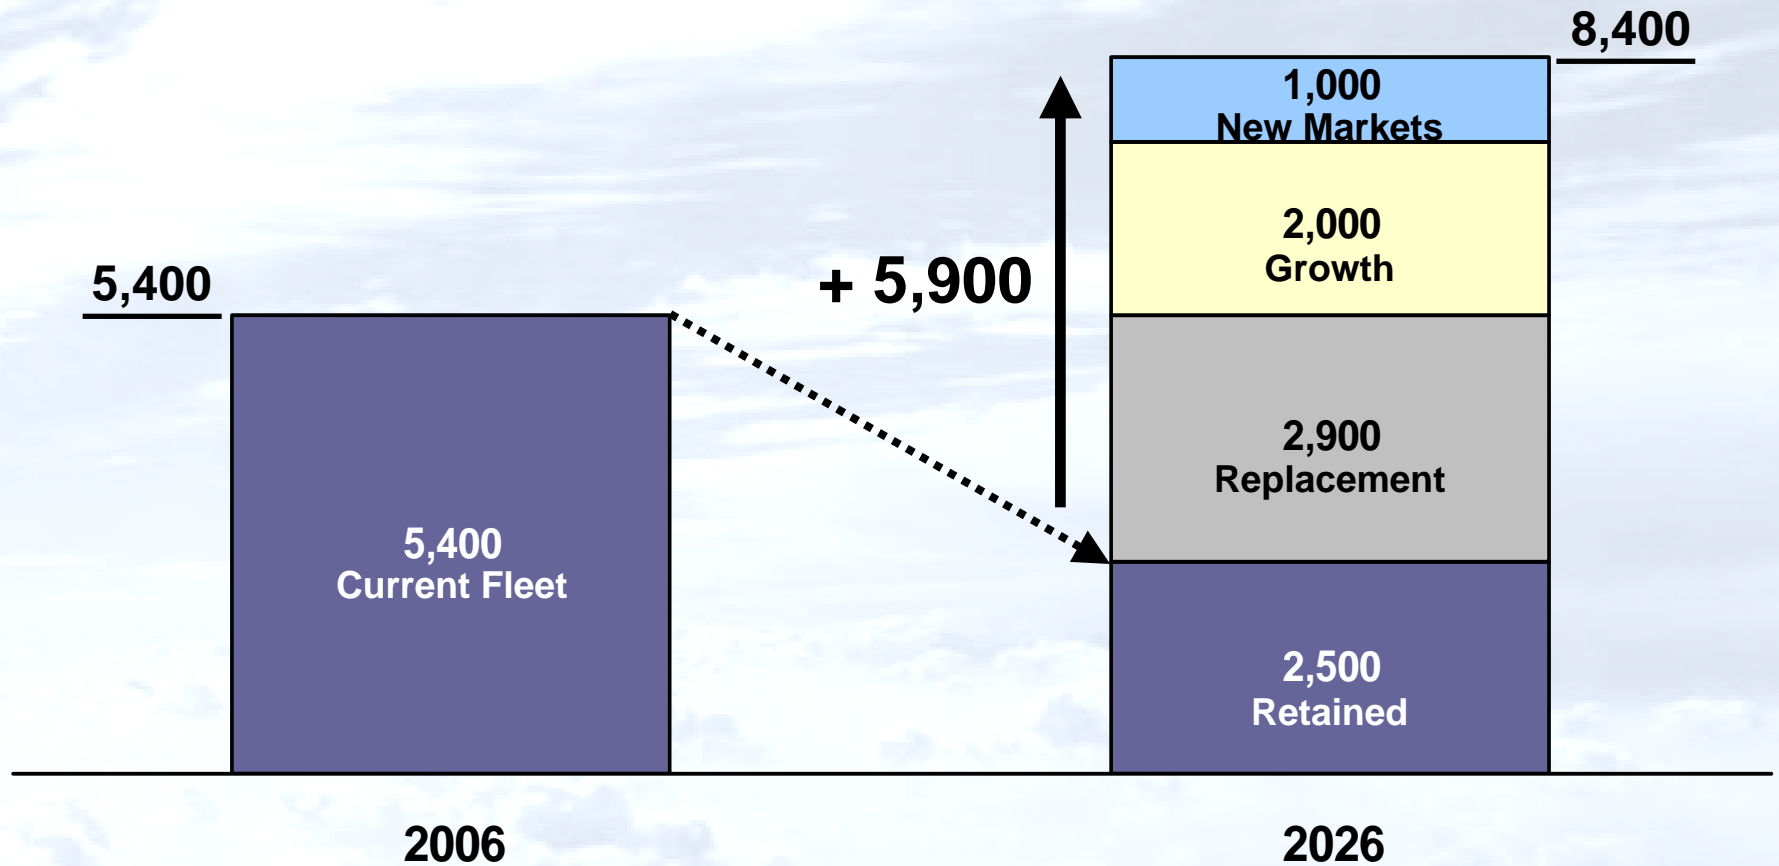 8,400
1,000
New Markets
2,000
Growth
+ 5,900
5,400
2,900
Replacement
5,400
Current Fleet
2,500
Retained
2006
2026